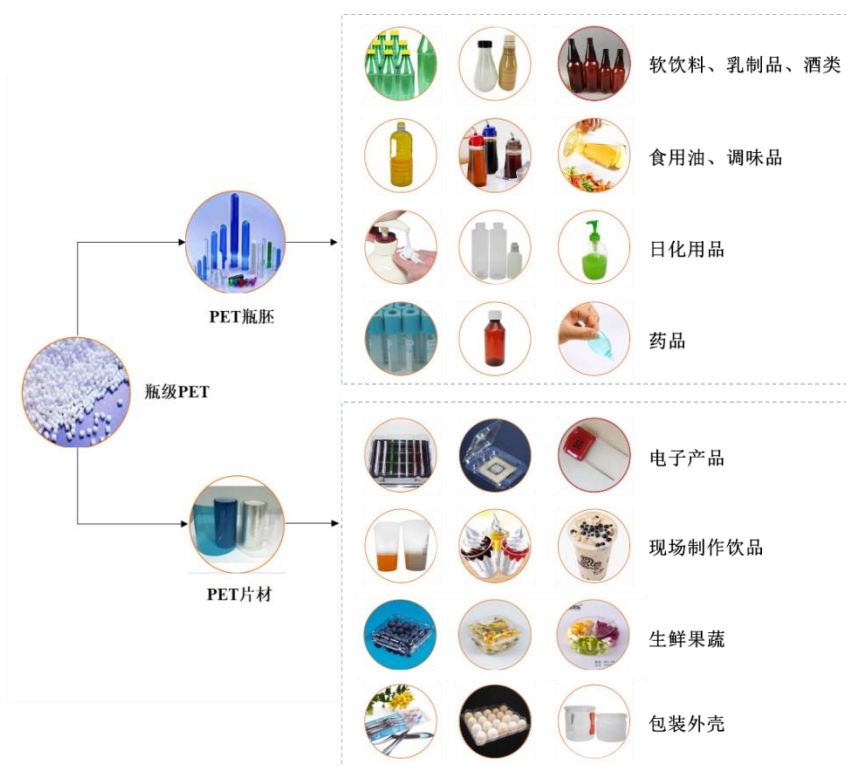 软饮料、乳制品、酒类
食用油、调味品
日化用品
PET瓶胚
药品
瓶级PET
电子产品
现场制作饮品
PET片材
生鲜果蔬
包装外壳